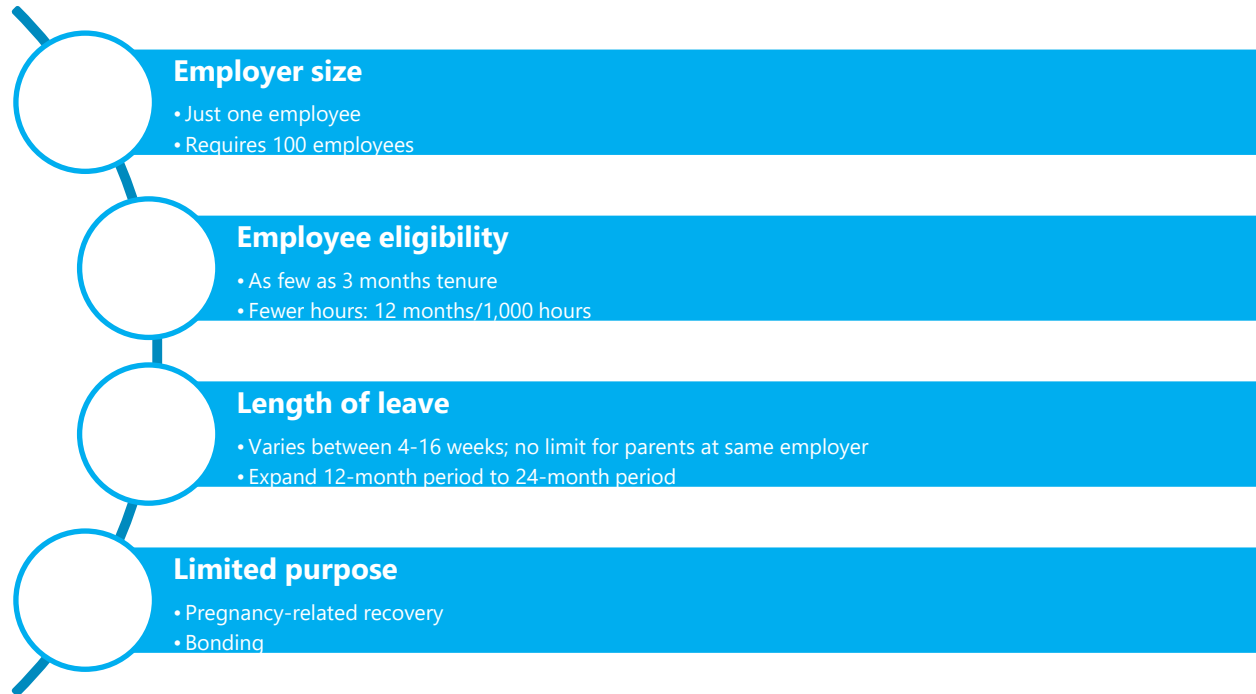 Employer size
• Just one employee
• Requires 100 employees
Employee eligibility
• As few as 3 months tenure
• Fewer hours: 12 months/1,000 hours
Length of leave
• Varies between 4-16 weeks; no limit for parents at same employer
• Expand 12-month period to 24-month period
Limited purpose
• Pregnancy-related recovery
• Bonding